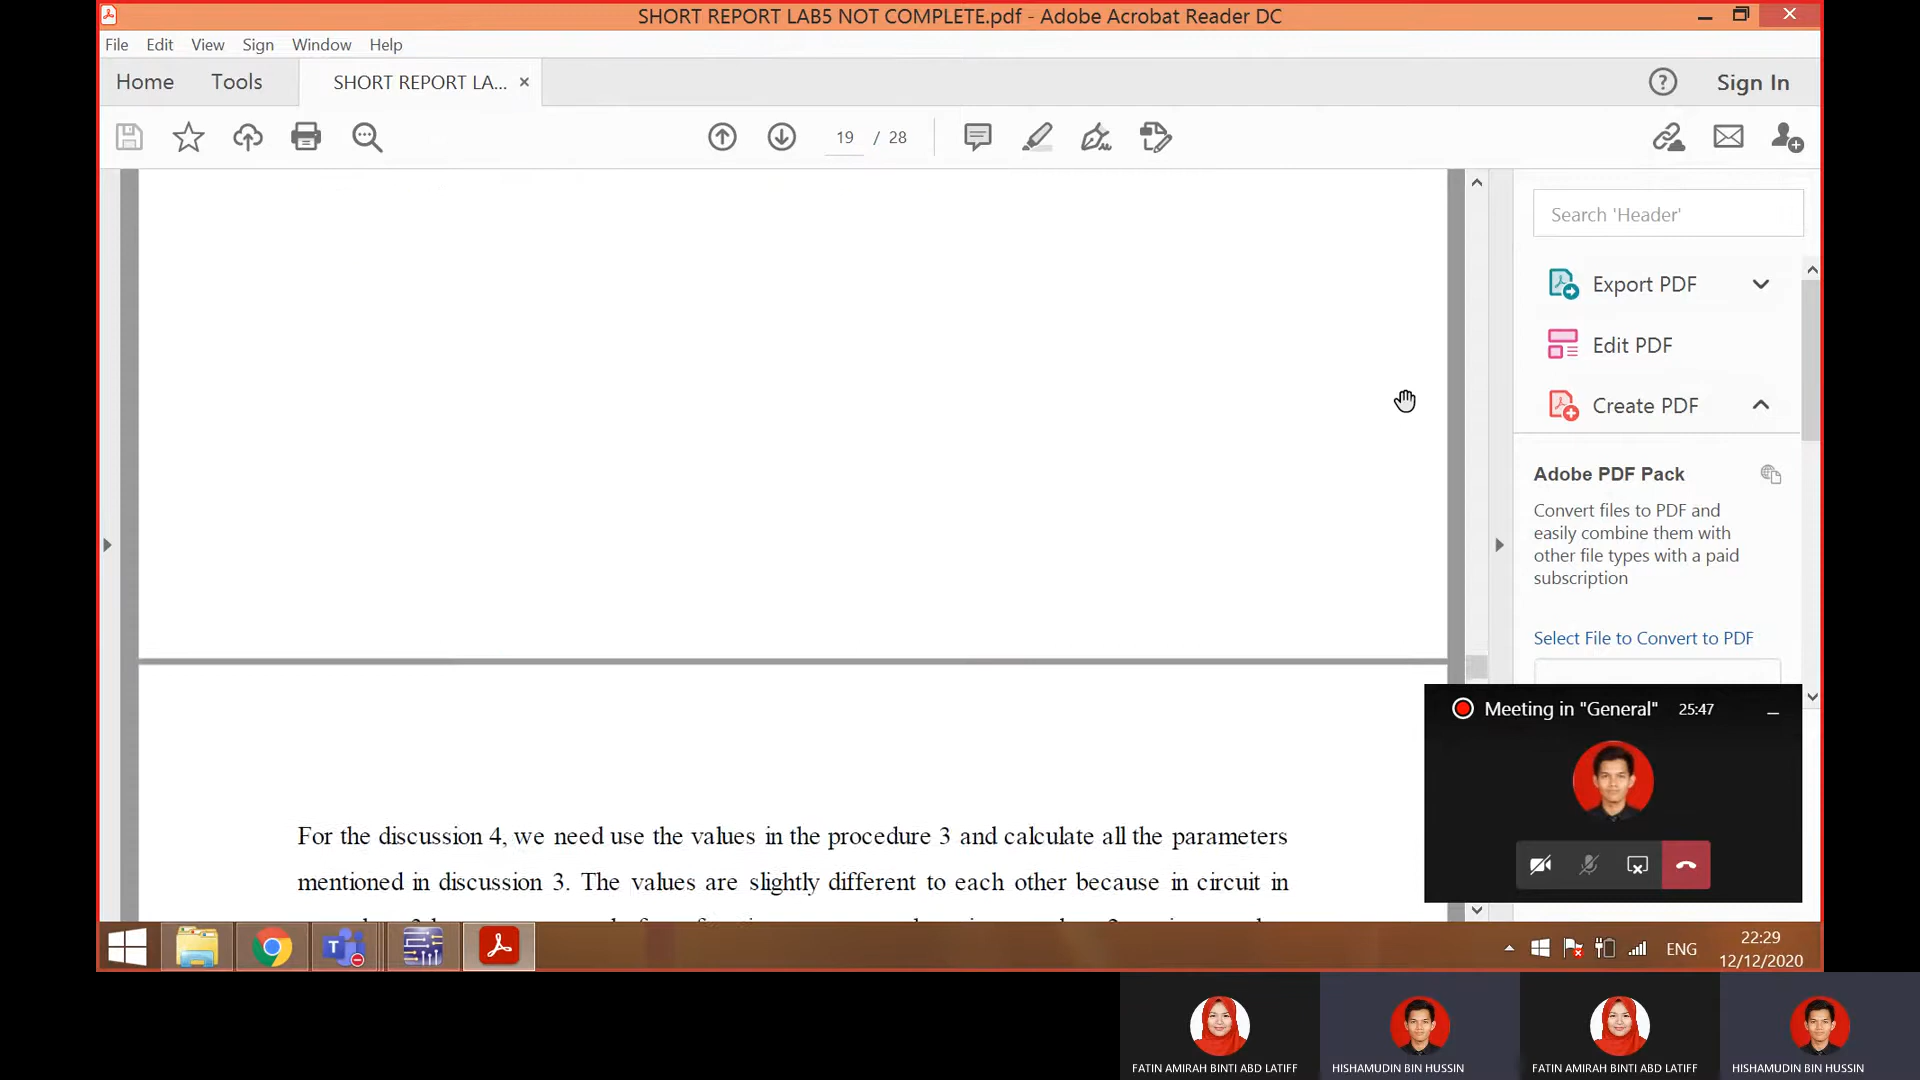 SHORT REPORT LAB5 NOT COMPLETE.pdf - Adobe Acrobat Reader DC
File Edit View Sign Window Help
Home Tools SHORT REPORT LA... × Sign In
19 / 28
Search 'Header'
Export PDF
Edit PDF
Create PDF
Adobe PDF Pack
Convert files to PDF and
easily combine them with
other file types with a paid
subscription
Select File to Convert to PDF
Meeting in "General" 25:47
For the discussion 4, we need use the values in the procedure 3 and calculate all the parameters
mentioned in discussion 3. The values are slightly different to each other because in circuit in
ENG
22:29
12/12/2020
FATIN AMIRAH BINTI ABD LATIFF HISHAMUDIN BIN HUSSIN FATIN AMIRAH BINTI ABD LATIFF HISHAMUDIN BIN HUSSIN